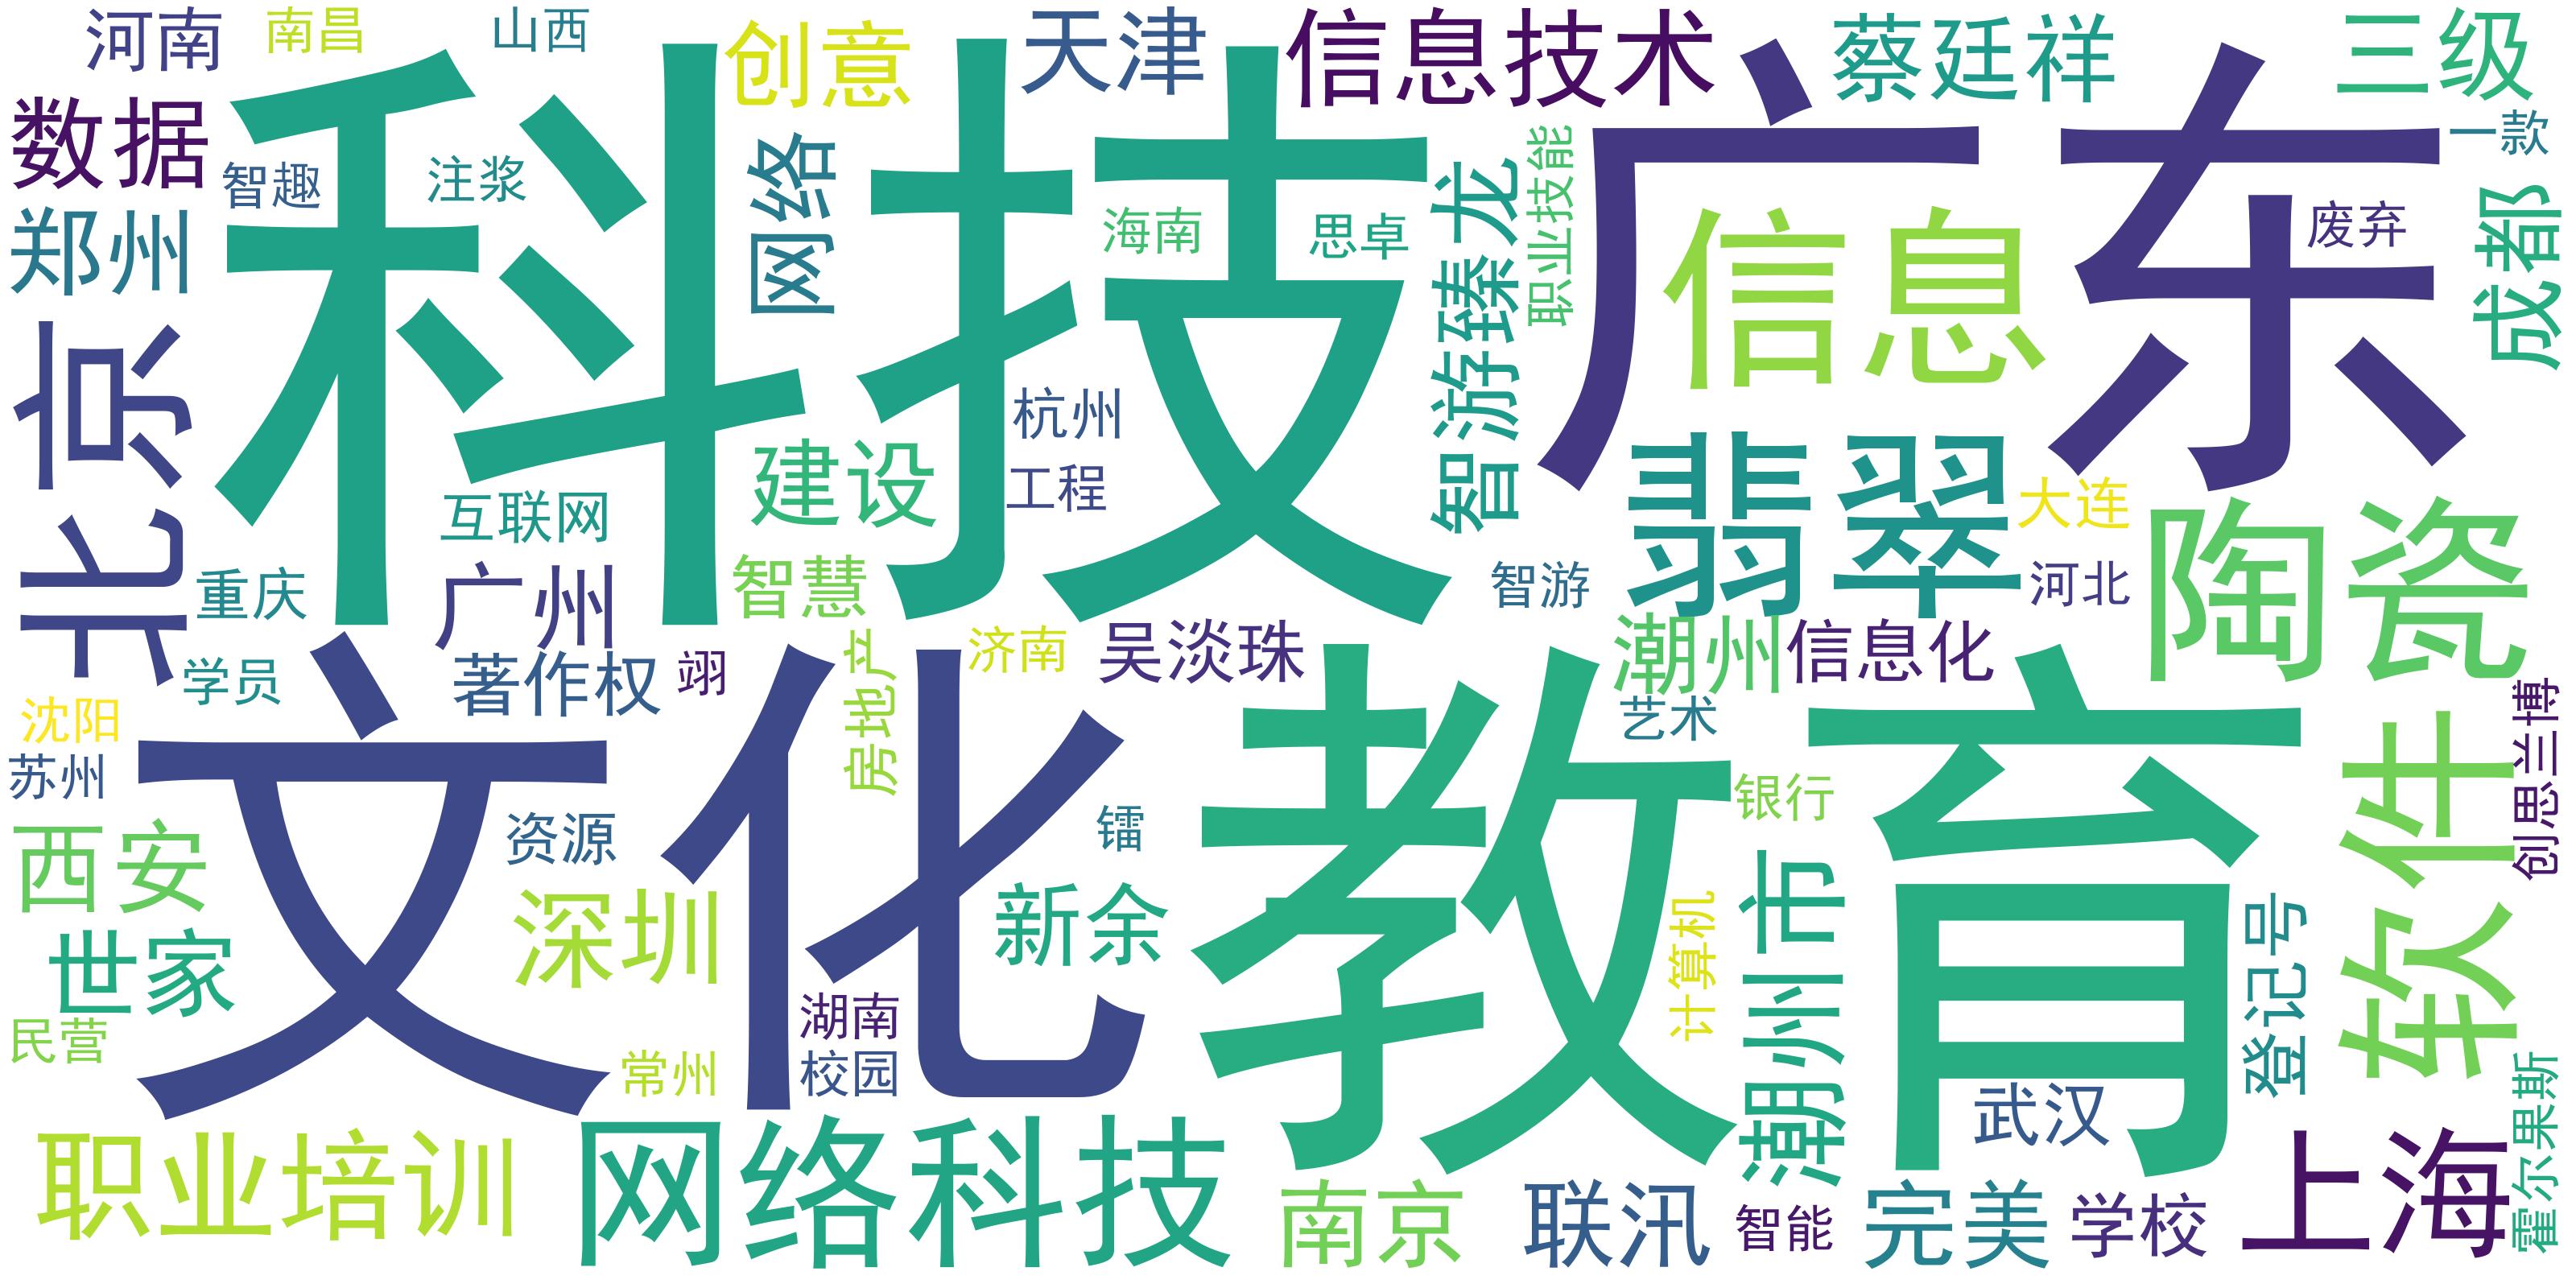 河南
南昌
山西
创意
天津
信息技术
蔡廷祥
三级
数据
科技
广东
一款
智趣
注浆
网络
海南
思卓
智游臻龙
职业技能
信息
废弃
成都
郑州
北京
杭州
建设
工程
翡翠
大连
陶瓷
互联网
智慧
重庆
广州
智游
河北
潮州
信息化
学员
著作权
翊
房地产
济南
吴淡珠
艺术
沈阳
苏州
文化
教育
银行
软件
创思兰博
资源
镭
西安
深圳
新余
计算机
潮州市
登记号
世家
湖南
民营
常州
校园
武汉
霍尔果斯
职业培训
网络科技
南京
联汛
智能
完美
学校
上海